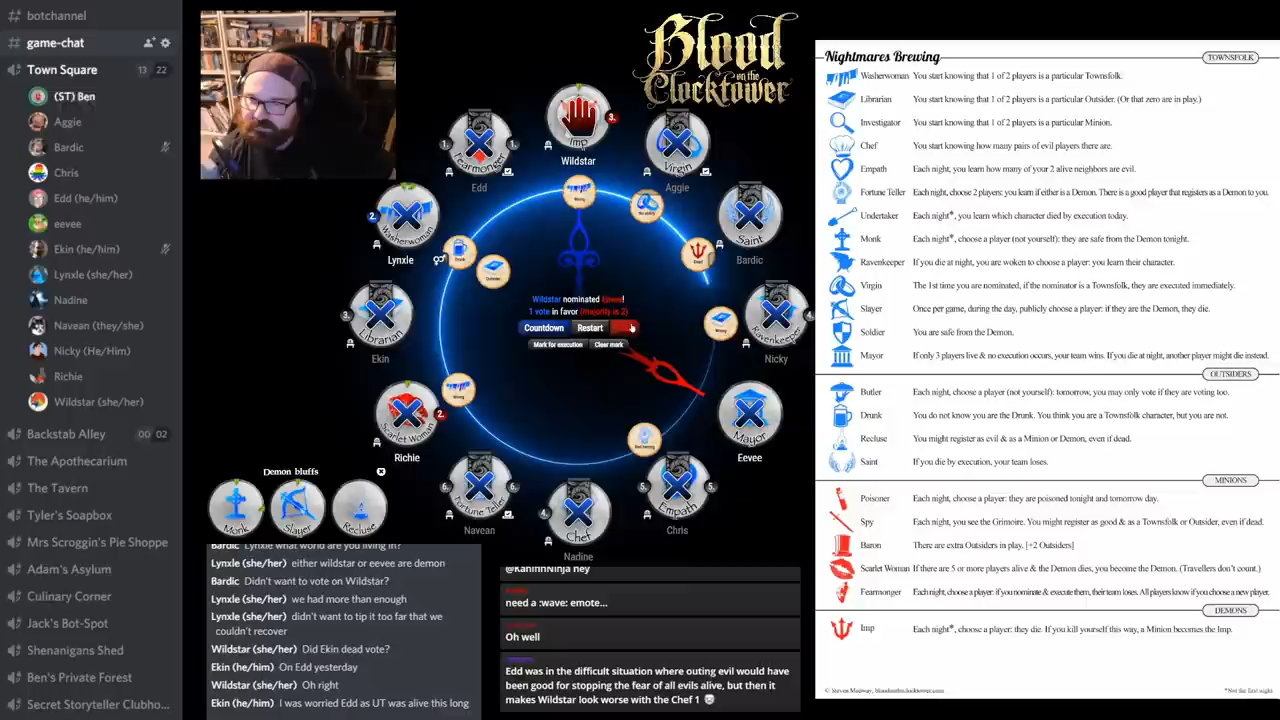 botchannel
game-chat
Town Square 13 22
(ST) Ben
Aggie
Bardic
Chris
Edd (he/him)
eevee
Ekin (he/him)
Lynxle (she/her)
Nadine
Navean (they/she)
Nicky (He/Him)
Richie
Wildstar (she/her)
Backstab Alley 00 02
The Apothecarium
The Tavern
Tyler's Soapbox
Mrs Scroggin's Pie Shoppe
Adam's Asylum
Culinary Corner
Jack's Bot-Spot
Shenanigans Shed
Ben's Private Forest
Secret Storyteller Clubho...
Blood
on the
Clocktower
Fearmonger
Edd
Imp
Wildstar
Virgin
Aggie
Saint
Bardic
Ravenkeeper
Nicky
Mayor
Eevee
Empath
Chris
Chef
Nadine
Fortune Teller
Navean
Scarlet Woman
Richie
Librarian
Ekin
Washerwoman
Lynxle
Wildstar nominated Eevee!
1 vote in favor (majority is 2)
Countdown Restart
Mark for execution Clear mark
Demon bluffs
Monk
Slayer
Recluse
Bardic Lynxle what world are you living in?
Lynxle (she/her) either wildstar or eevee are demon
Bardic Didn't want to vote on Wildstar?
Lynxle (she/her) we had more than enough
Lynxle (she/her) didn't want to tip it too far that we
couldn't recover
Wildstar (she/her) Did Ekin dead vote?
Ekin (he/him) On Edd yesterday
Wildstar (she/her) Oh right
Ekin (he/him) I was worried Edd as UT was alive this long
@KaninnNinja hey
need a :wave: emote...
Oh well
Edd was in the difficult situation where outing evil would have
been good for stopping the fear of all evils alive, but then it
makes Wildstar look worse with the Chef 1
Nightmares Brewing
TOWNSFOLK
Washerwoman You start knowing that 1 of 2 players is a particular Townsfolk.
Librarian You start knowing that 1 of 2 players is a particular Outsider. (Or that zero are in play.)
Investigator You start knowing that 1 of 2 players is a particular Minion.
Chef You start knowing how many pairs of evil players there are.
Empath Each night, you learn how many of your 2 alive neighbors are evil.
Fortune Teller Each night, choose 2 players: you learn if either is a Demon. There is a good player that registers as a Demon to you.
Undertaker Each night*, you learn which character died by execution today.
Monk Each night*, choose a player (not yourself): they are safe from the Demon tonight.
Ravenkeeper If you die at night, you are woken to choose a player: you learn their character.
Virgin The 1st time you are nominated, if the nominator is a Townsfolk, they are executed immediately.
Slayer Once per game, during the day, publicly choose a player: if they are the Demon, they die.
Soldier You are safe from the Demon.
Mayor If only 3 players live & no execution occurs, your team wins. If you die at night, another player might die instead.
OUTSIDERS
Butler Each night, choose a player (not yourself): tomorrow, you may only vote if they are voting too.
Drunk You do not know you are the Drunk. You think you are a Townsfolk character, but you are not.
Recluse You might register as evil & as a Minion or Demon, even if dead.
Saint If you die by execution, your team loses.
MINIONS
Poisoner Each night, choose a player: they are poisoned tonight and tomorrow day.
Spy Each night, you see the Grimoire. You might register as good & as a Townsfolk or Outsider, even if dead.
Baron There are extra Outsiders in play. [+2 Outsiders]
Scarlet Woman If there are 5 or more players alive & the Demon dies, you become the Demon. (Travellers don't count.)
Fearmonger Each night, choose a player: if you nominate & execute them, their team loses. All players know if you choose a new player.
DEMONS
Imp Each night*, choose a player: they die. If you kill yourself this way, a Minion becomes the Imp.
*Not the first night